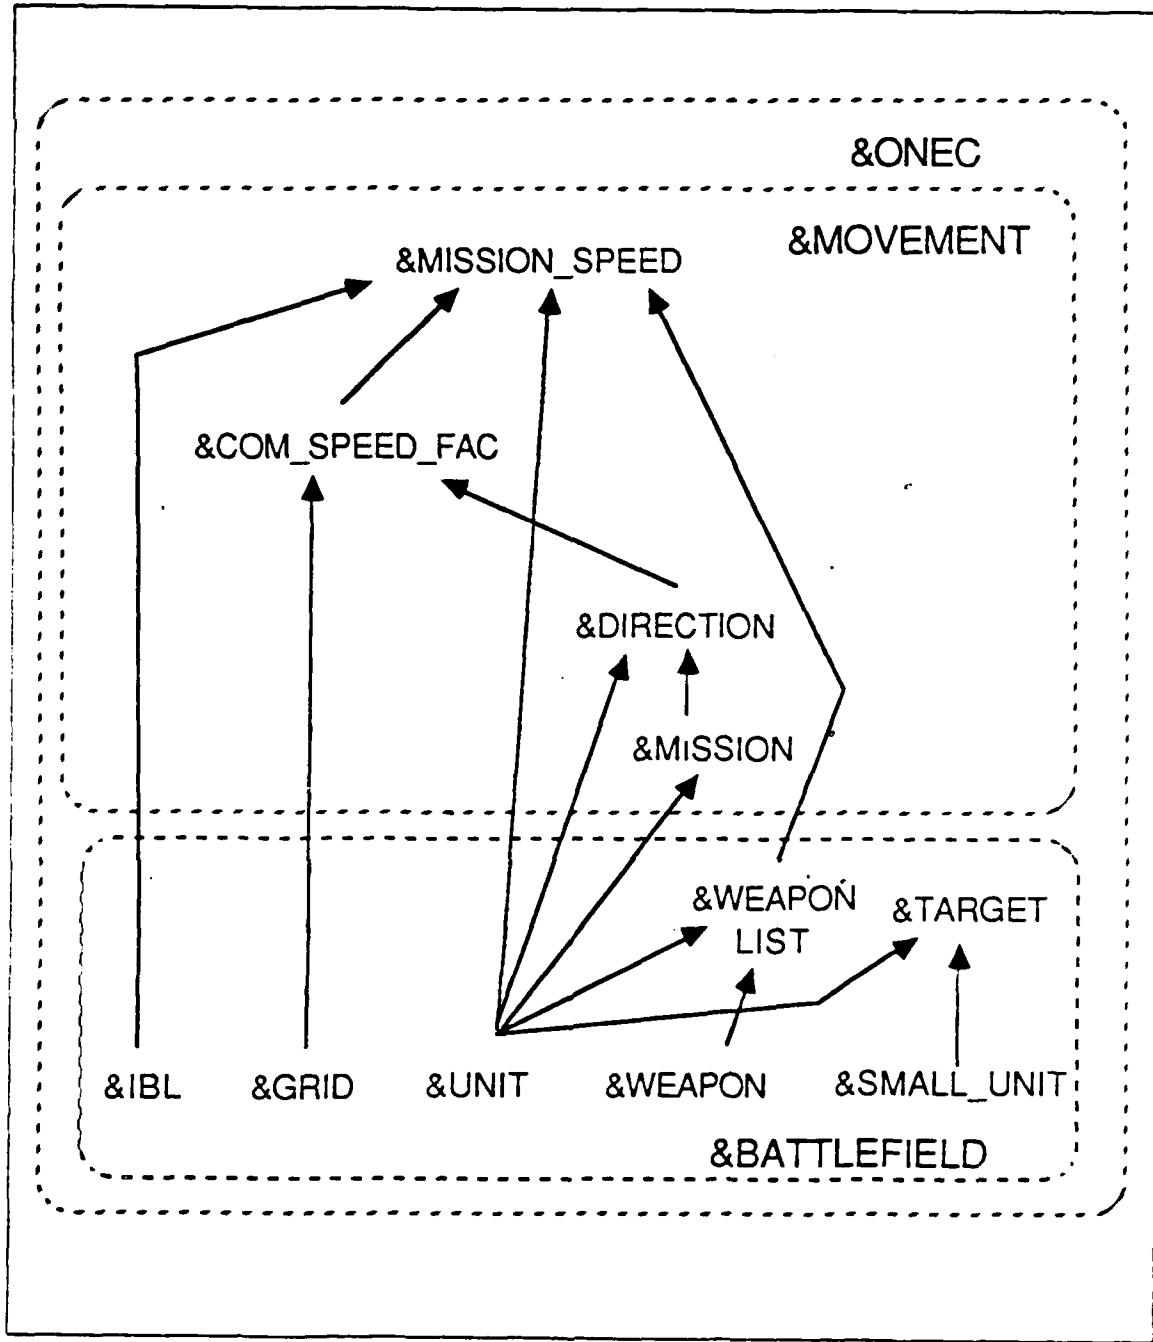 &ONEC
&MOVEMENT
&MISSION_SPEED
&COM_SPEED_FAC
&DIRECTION
&MISSION
&WEAPON
LIST
&TARGET
&IBL
&GRID
&UNIT
&WEAPON
&SMALL_UNIT
&BATTLEFIELD